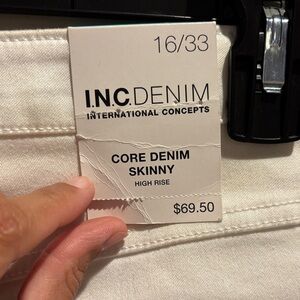 16/33
I.N.C.DENIM
INTERNATIONAL CONCEPTS
CORE DENIM
SKINNY
HIGH RISE
$69.50